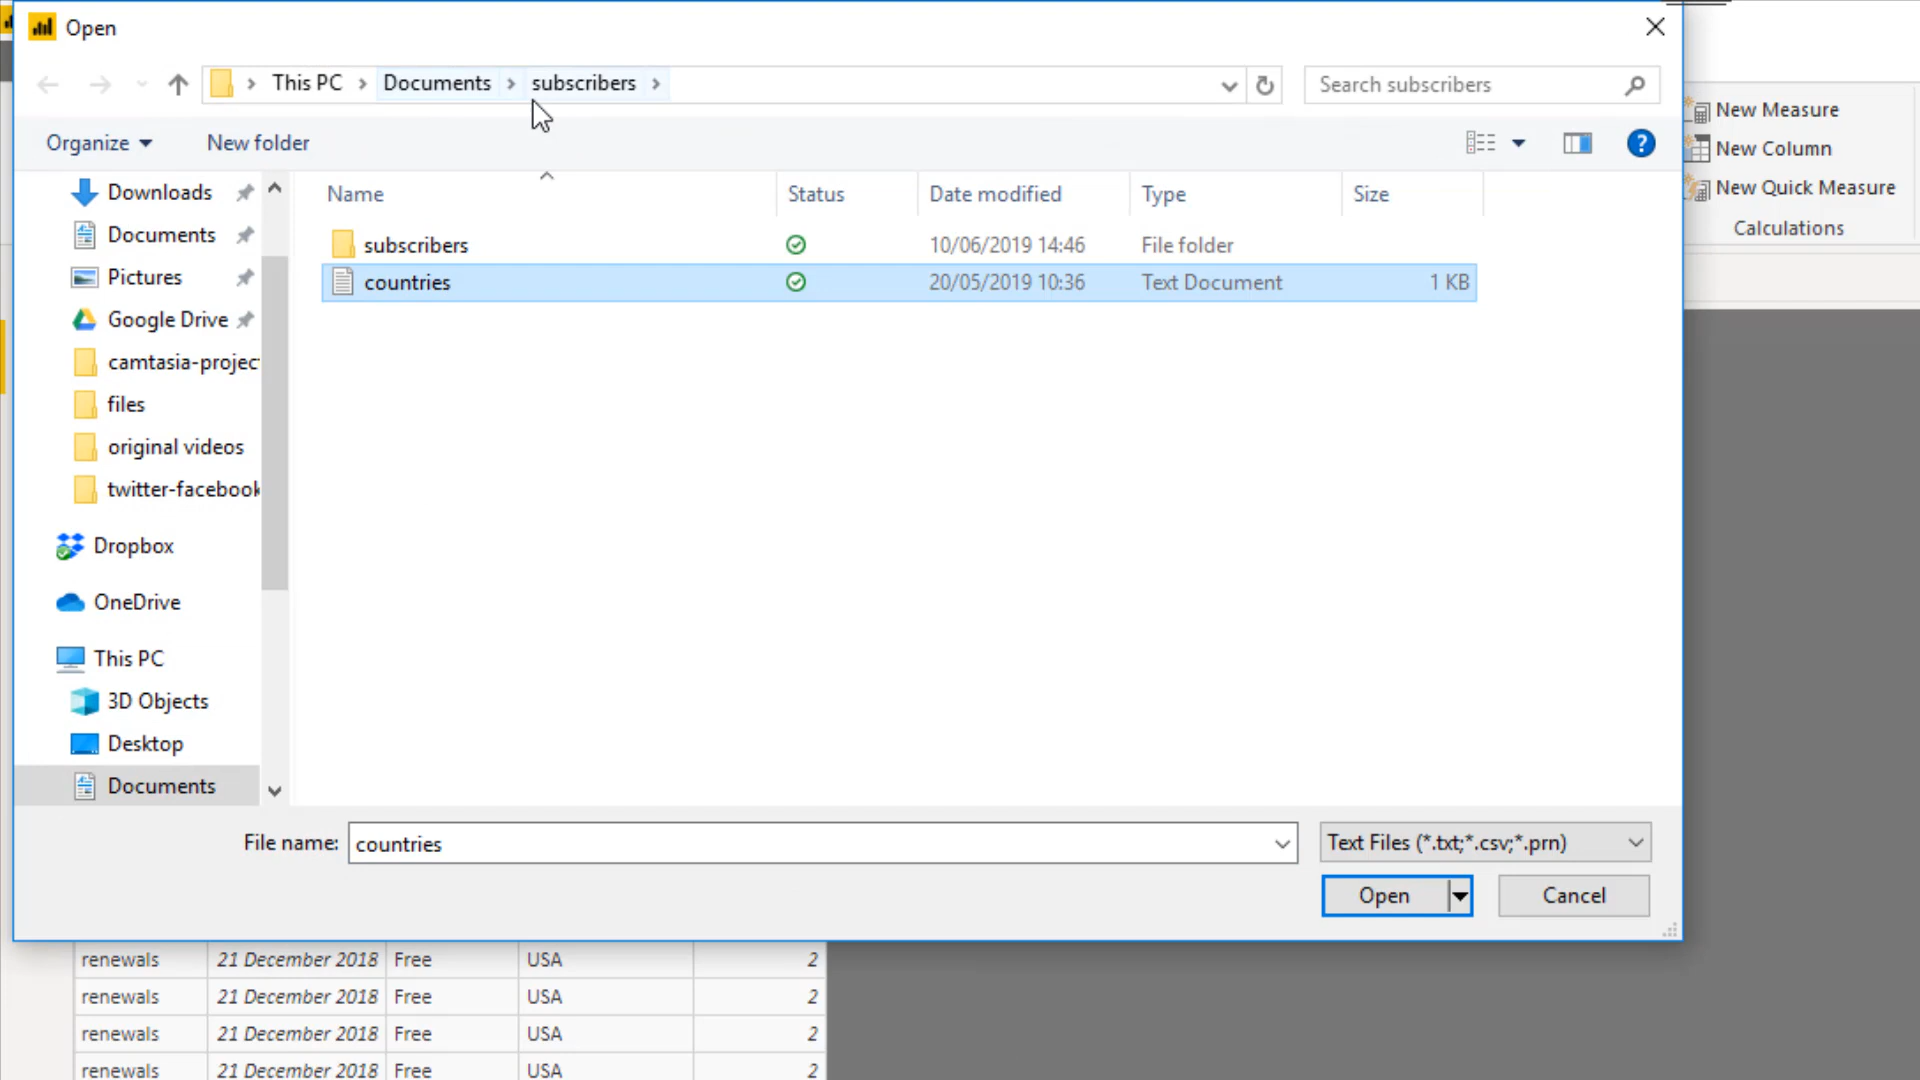 Open
This PC > Documents > subscribers >
Search subscribers
Organize
New folder
Name
Status
Date modified
Type
Size
subscribers
10/06/2019 14:46
File folder
countries
20/05/2019 10:36
Text Document
1 KB
Downloads
Documents
Pictures
Google Drive
camtasia-projec
files
original videos
twitter-facebook
Dropbox
OneDrive
This PC
3D Objects
Desktop
Documents
File name: countries
Text Files (*.txt;*.csv;*.prn)
Open
Cancel
New Measure
New Column
New Quick Measure
Calculations
renewals 21 December 2018 Free USA 2
renewals 21 December 2018 Free USA 2
renewals 21 December 2018 Free USA 2
renewals 21 December 2018 Free USA 2